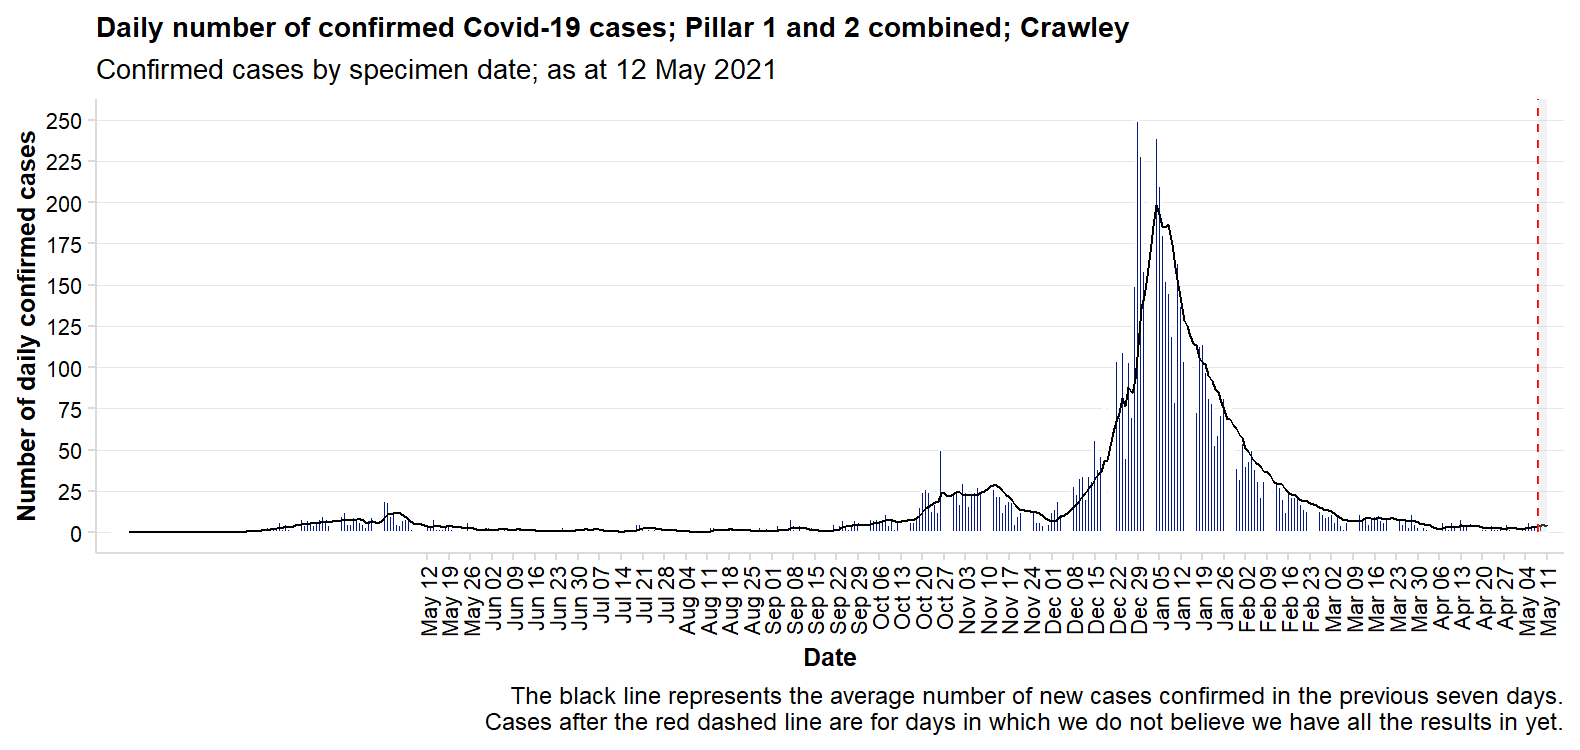 Daily number of confirmed Covid-19 cases; Pillar 1 and 2 combined; Crawley
Confirmed cases by specimen date; as at 12 May 2021
Number of daily confirmed cases
250
225
200
175
150
125
100
75
50
25
0
May 12
May 19
May 26
Jun 02
Jun 09
Jun 16
Jun 23
Jun 30
Jul 07
Jul 14
Jul 21
Jul 28
Aug 04
Aug 11
Aug 18
Aug 25
Sep 01
Sep 08
Sep 15
Sep 22
Sep 29
Oct 06
Oct 13
Oct 20
Oct 27
Nov 03
Nov 10
Nov 17
Nov 24
Dec 01
Dec 08
Dec 15
Dec 22
Dec 29
Jan 05
Jan 12
Jan 19
Jan 26
Feb 02
Feb 09
Feb 16
Feb 23
Mar 02
Mar 09
Mar 16
Mar 23
Mar 30
Apr 06
Apr 13
Apr 20
Apr 27
May 04
May 11
Date
The black line represents the average number of new cases confirmed in the previous seven days.
Cases after the red dashed line are for days in which we do not believe we have all the results in yet.